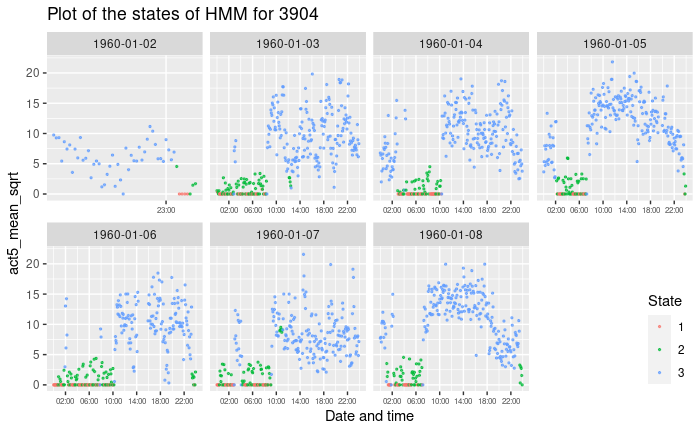 Plot of the states of HMM for 3904
1960-01-02 1960-01-03 1960-01-04 1960-01-05
act5_mean_sqrt
20
15
10
5
0
23:00 02:00 06:00 10:00 14:00 18:00 22:00 02:00 06:00 10:00 14:00 18:00 22:00 02:00 06:00 10:00 14:00 18:00 22:00
1960-01-06 1960-01-07 1960-01-08
20
15
10
5
0
02:00 06:00 10:00 14:00 18:00 22:00 02:00 06:00 10:00 14:00 18:00 22:00 02:00 06:00 10:00 14:00 18:00 22:00
Date and time
State
1
2
3